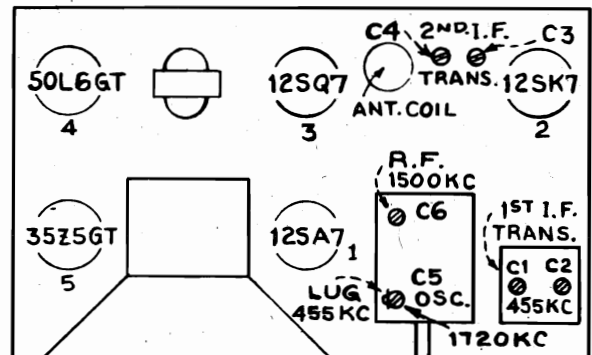 C4 2ND.I.F. C3
TRANS.
50L6GT
4
12SQ7
3
ANT.COIL
12SK7
2
R.F.
1500KC
C6
1ST I.F.
TRANS.
35Z5GT
5
12SA7
1
C5
OSC.
LUG
455KC
1720KC
C1 C2
455KC